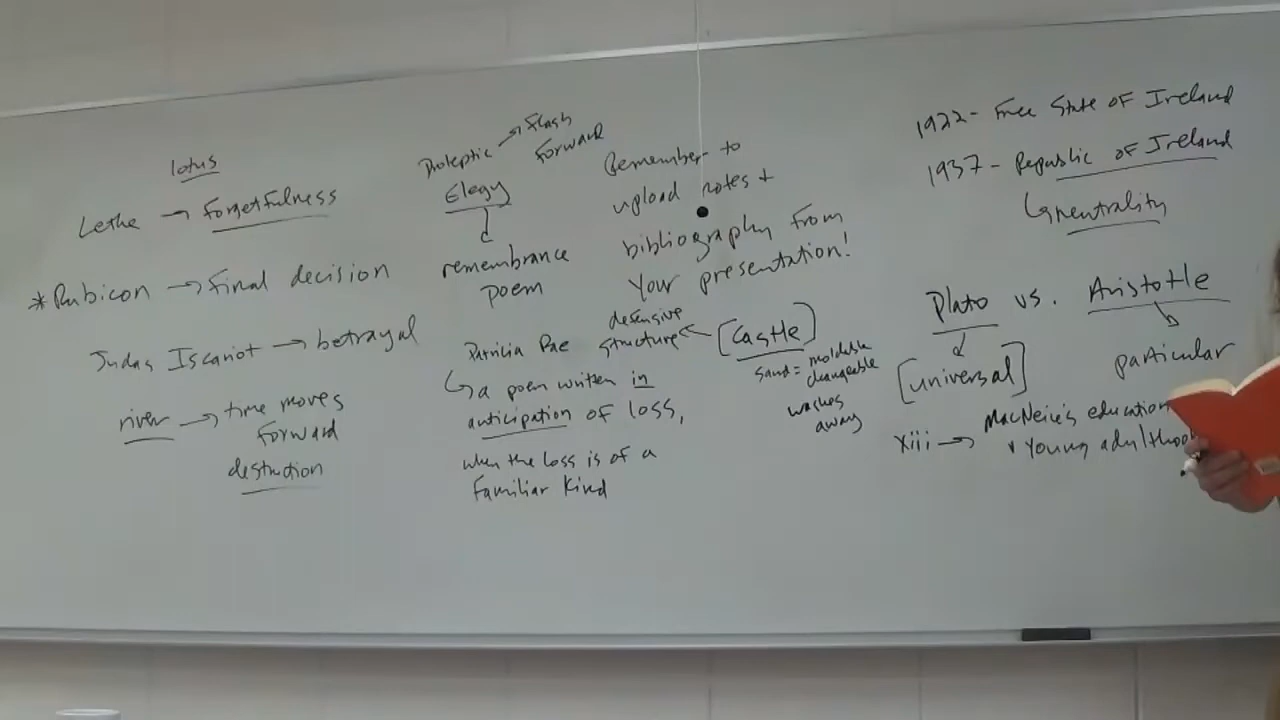 lotus
Lethe → Forgetfulness
*Rubicon → Final decision
Judas Iscariot → betrayal
river → time moves
forward
destruction
Proleptic → Flash
Forward
Elegy
remembrance
poem
Patricia Rae
↳ a poem written in
anticipation of loss,
when the loss is of a
familiar kind
Remember to
upload notes +
bibliography from
your presentation!
defensive
structure ← [Castle]
sand = moldable
changeable
washes
away
1922 - Free State of Ireland
1937 - Republic of Ireland
↳ neutrality
Plato vs. Aristotle
[universal]
particular
xiii → MacNeice's education
+ young adulthoo